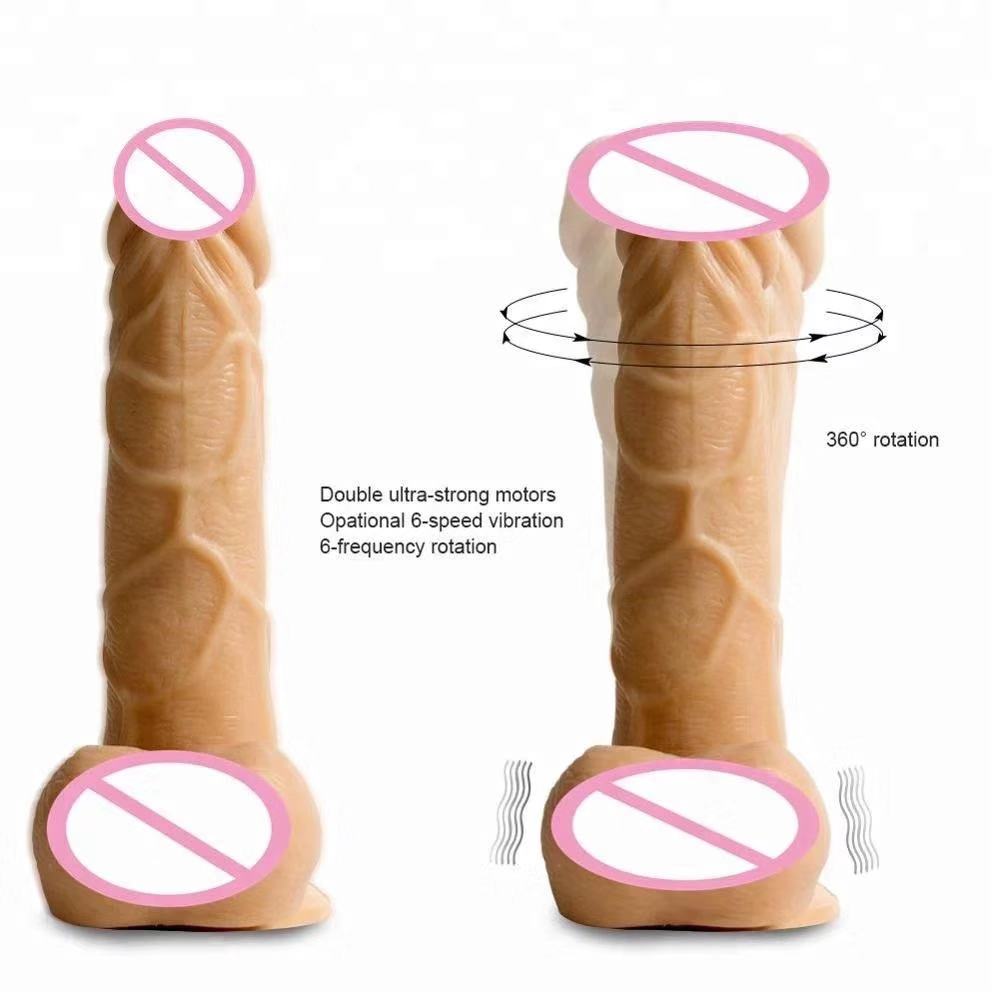 Double ultra-strong motors
Opational 6-speed vibration
6-frequency rotation
360° rotation